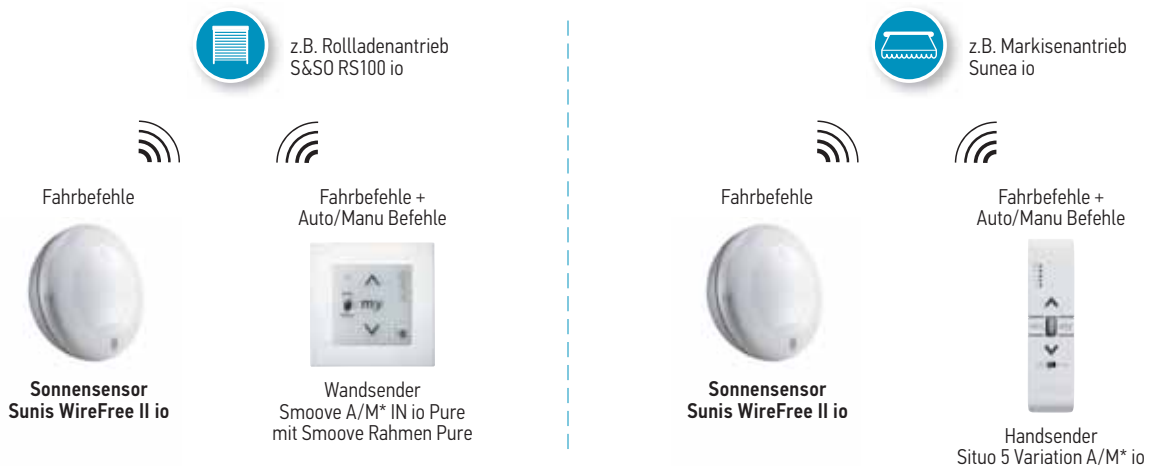 z.B. Rollladenantrieb
S&SO RS100 io
Fahrbefehle
Fahrbefehle +
Auto/Manu Befehle
my
Sonnensensor
Sunis WireFree II io
Wandsender
Smoove A/M* IN io Pure
mit Smoove Rahmen Pure
z.B. Markisenantrieb
Sunea io
Fahrbefehle
Fahrbefehle +
Auto/Manu Befehle
my
Sonnensensor
Sunis WireFree II io
Handsender
Situo 5 Variation A/M* io